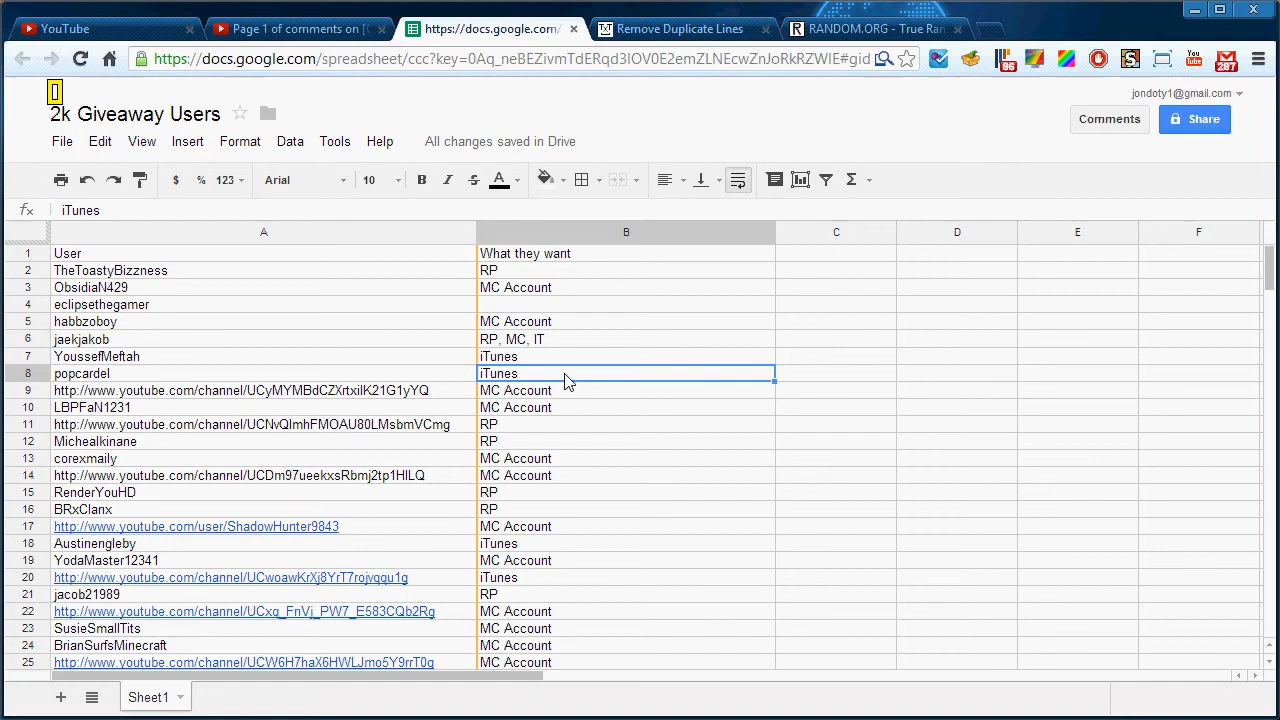 YouTube
Page 1 of comments on [
https://docs.google.com/
Remove Duplicate Lines
RANDOM.ORG - True Ran
https://docs.google.com/spreadsheet/ccc?key=0Aq_neBEZivmTdERqd3lOV0E2emZLNEcwZnJoRkRZWlE#gid
86
You Tube
287
jondoty1@gmail.com
2k Giveaway Users
Comments
Share
File Edit View Insert Format Data Tools Help All changes saved in Drive
$ % 123 Arial 10 B I S A Σ
fx iTunes
A B C D E F
1 User What they want
2 TheToastyBizzness RP
3 ObsidiaN429 MC Account
4 eclipsethegamer
5 habbzoboy MC Account
6 jaekjakob RP, MC, IT
7 YoussefMeftah iTunes
8 popcardel iTunes
9 http://www.youtube.com/channel/UCyMYMBdCZXrtxilK21G1yYQ MC Account
10 LBPFaN1231 MC Account
11 http://www.youtube.com/channel/UCNvQlmhFMOAU80LMsbmVCmg RP
12 Michealkinane RP
13 corexmaily MC Account
14 http://www.youtube.com/channel/UCDm97ueekxsRbmj2tp1HlLQ MC Account
15 RenderYouHD RP
16 BRxClanx RP
17 http://www.youtube.com/user/ShadowHunter9843 MC Account
18 Austinengleby iTunes
19 YodaMaster12341 MC Account
20 http://www.youtube.com/channel/UCwoawKrXj8YrT7rojvqqu1g iTunes
21 jacob21989 RP
22 http://www.youtube.com/channel/UCxq_FnVj_PW7_E583CQb2Rg MC Account
23 SusieSmallTits MC Account
24 BrianSurfsMinecraft MC Account
25 http://www.youtube.com/channel/UCW6H7haX6HWLJmo5Y9rrT0g MC Account
Sheet1